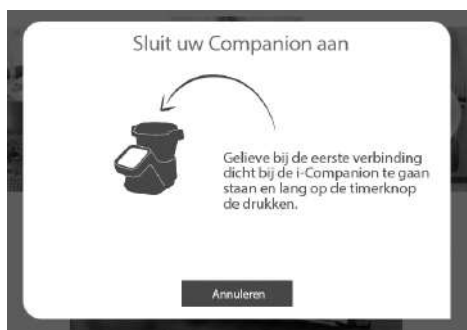 Sluit uw Companion aan
Gelieve bij de eerste verbinding
dicht bij de i-Companion te gaan
staan en lang op de timerknop
de drukken.
Annuleren